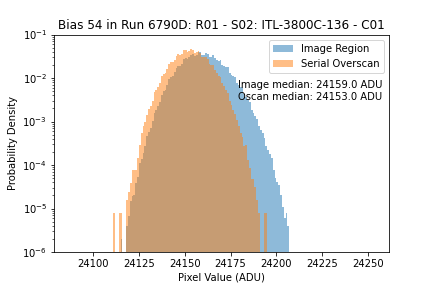 Bias 54 in Run 6790D: R01 - S02: ITL-3800C-136 - C01
Image Region
Serial Overscan
Image median: 24159.0 ADU
Oscan median: 24153.0 ADU
Probability Density
10⁻¹
10⁻²
10⁻³
10⁻⁴
10⁻⁵
10⁻⁶
24100 24125 24150 24175 24200 24225 24250
Pixel Value (ADU)